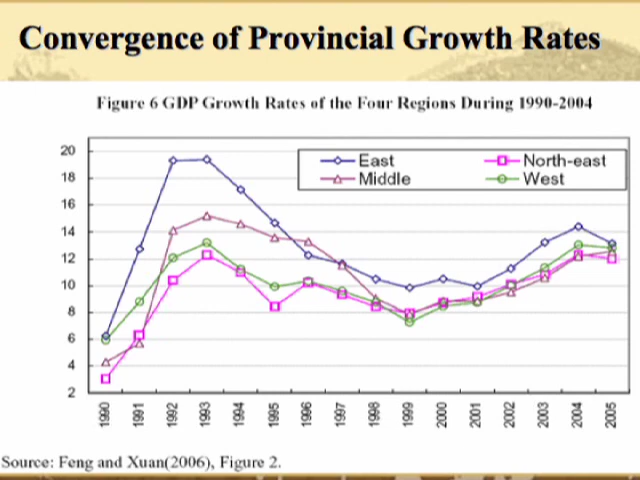 Convergence of Provincial Growth Rates
Figure 6 GDP Growth Rates of the Four Regions During 1990-2004
East
North-east
Middle
West
20
18
16
14
12
10
8
6
4
2
1990 1991 1992 1993 1994 1995 1996 1997 1998 1999 2000 2001 2002 2003 2004 2005
Source: Feng and Xuan(2006), Figure 2.